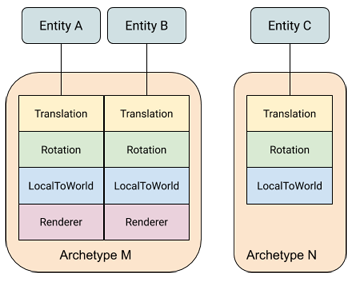 Entity A
Entity B
Entity C
Translation
Translation
Translation
Rotation
Rotation
Rotation
LocalToWorld
LocalToWorld
LocalToWorld
Renderer
Renderer
Archetype M
Archetype N